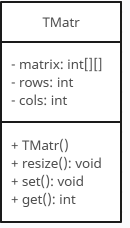 TMatr
- matrix: int[][]
- rows: int
- cols: int
+ TMatr()
+ resize(): void
+ set(): void
+ get(): int